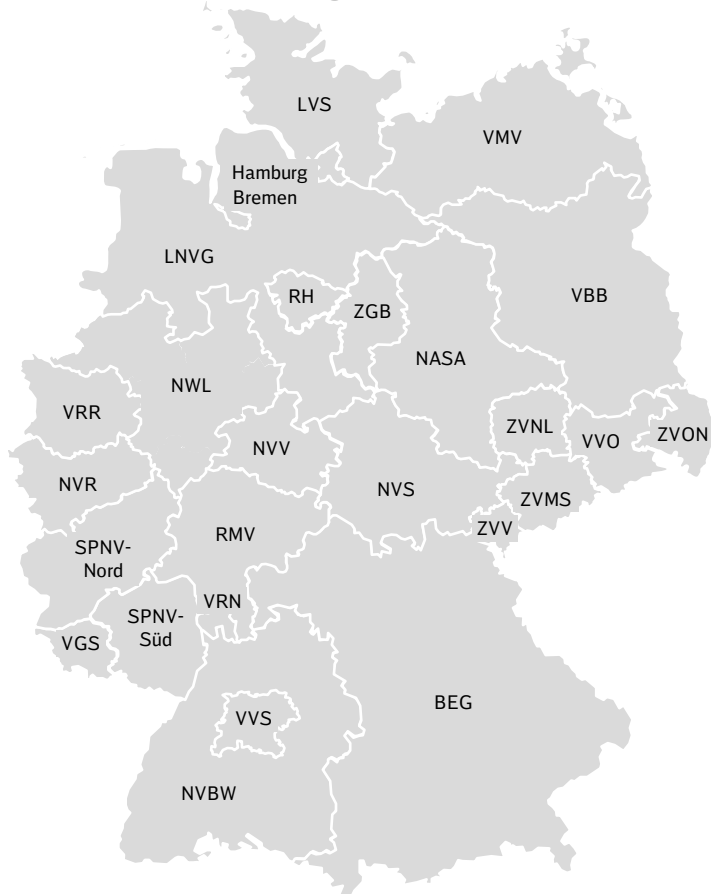 LVS
VMV
Hamburg
Bremen
LNVG
RH
ZGB
VBB
NASA
NWL
VRR
ZVNL
VVO
ZVON
NVV
NVR
NVS
ZVMS
RMV
ZVV
SPNV-
Nord
VRN
SPNV-
Süd
VGS
BEG
VVS
NVBW